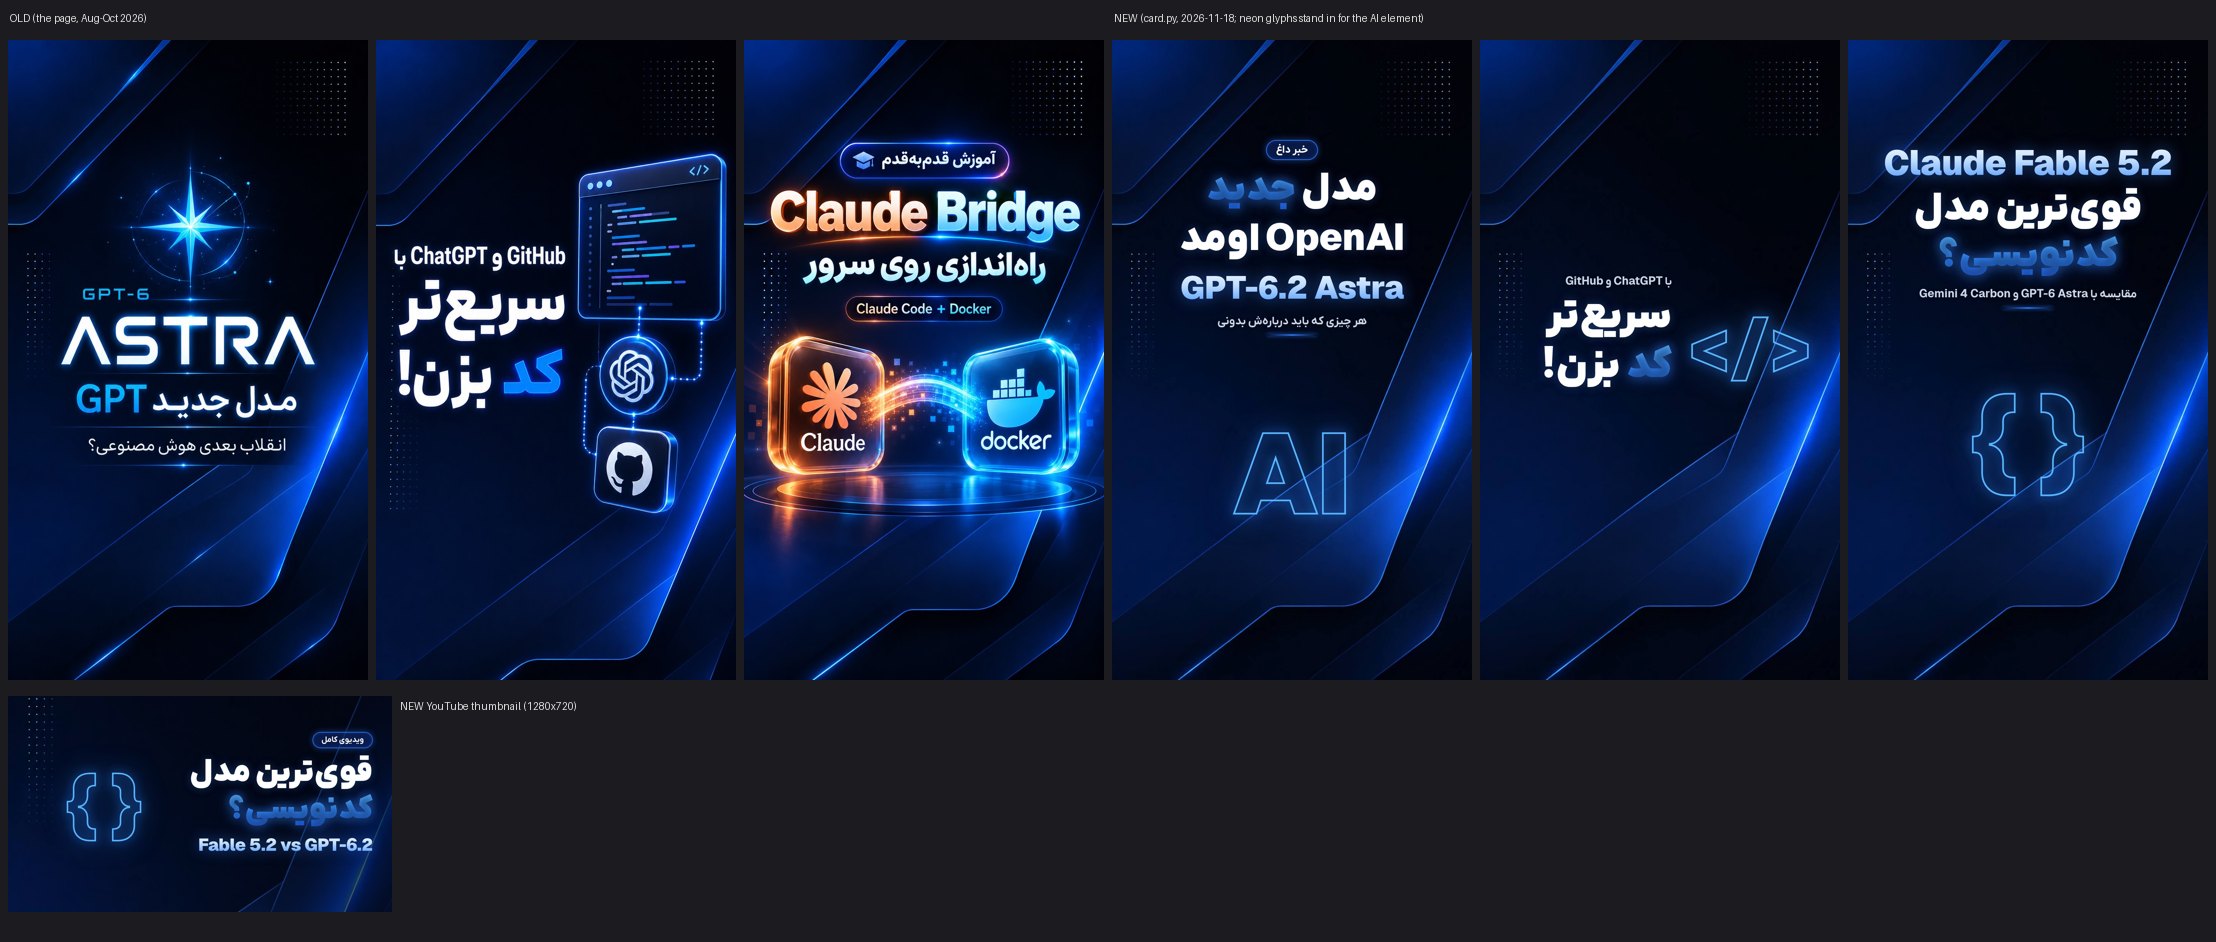 OLD (the page, Aug-Oct 2026)
NEW (card.py, 2026-11-18; neon glyphs stand in for the AI element)
GPT-6
ASTRA
مدل جدید GPT
انقلاب بعدی هوش مصنوعی؟
</>
با ChatGPT و GitHub
سریع‌تر
کد بزن!
آموزش قدم‌به‌قدم
Claude Bridge
راه‌اندازی روی سرور
Claude Code + Docker
Claude
docker
خبر داغ
مدل جدید
OpenAI اومد
GPT-6.2 Astra
هر چیزی که باید درباره‌ش بدونی
AI
با ChatGPT و GitHub
سریع‌تر
کد بزن!
</>
Claude Fable 5.2
قوی‌ترین مدل
کدنویسی؟
مقایسه با GPT-6 Astra و Gemini 4 Carbon
{}
NEW YouTube thumbnail (1280x720)
ویدیوی کامل
قوی‌ترین مدل
کدنویسی؟
Fable 5.2 vs GPT-6.2
{}